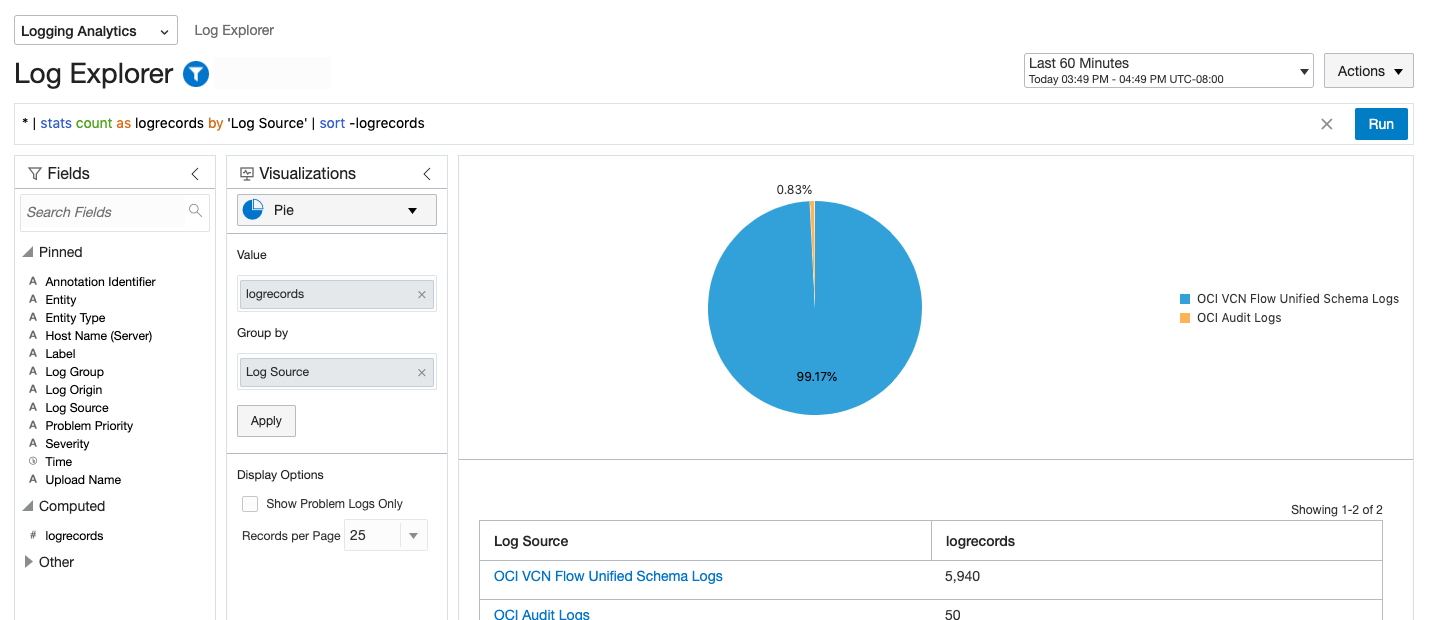 Logging Analytics
Log Explorer
Log Explorer
Last 60 Minutes
Today 03:49 PM - 04:49 PM UTC-08:00
Actions
* | stats count as logrecords by 'Log Source' | sort -logrecords
Run
Fields
Search Fields
Pinned
A Annotation Identifier
A Entity
A Entity Type
A Host Name (Server)
A Label
A Log Group
A Log Origin
A Log Source
A Problem Priority
A Severity
Time
A Upload Name
Computed
# logrecords
Other
Visualizations
Pie
Value
logrecords
Group by
Log Source
Apply
Display Options
Show Problem Logs Only
Records per Page 25
0.83%
99.17%
OCI VCN Flow Unified Schema Logs
OCI Audit Logs
Showing 1-2 of 2
Log Source logrecords
OCI VCN Flow Unified Schema Logs 5,940
OCI Audit Logs 50